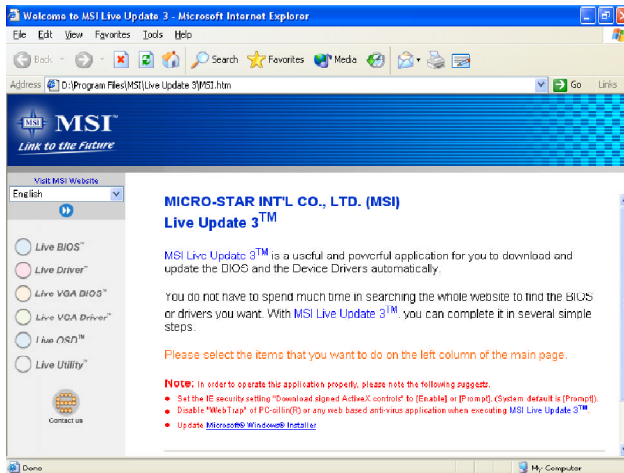 Welcome to MSI Live Update 3 - Microsoft Internet Explorer
File Edit View Favorites Tools Help
Back Search Favorites Media
Address D:\Program Files\MSI\Live Update 3\MSI.htm Go Links
MSI MSI™
Link to the Future
Visit MSI Website
English
Live BIOS™
Live Driver™
Live VGA BIOS™
Live VGA Driver™
Live OSD™
Live Utility™
Contact us
MICRO-STAR INT'L CO., LTD. (MSI)
Live Update 3TM
MSI Live Update 3TM is a useful and powerful application for you to download and
update the BIOS and the Device Drivers automatically.
You do not have to spend much time in searching the whole website to find the BIOS
or drivers you want. With MSI Live Update 3TM, you can complete it in several simple
steps.
Please select the items that you want to do on the left column of the main page.
Note: In order to operate this application properly, please note the following suggests.
Set the IE security setting "Download signed ActiveX controls" to [Enable] or [Prompt]. (System default is [Prompt]).
Disable "WebTrap" of PC-cillin(R) or any web based anti-virus application when executing MSI Live Update 3TM.
Update Microsoft® Windows® Installer
Done My Computer